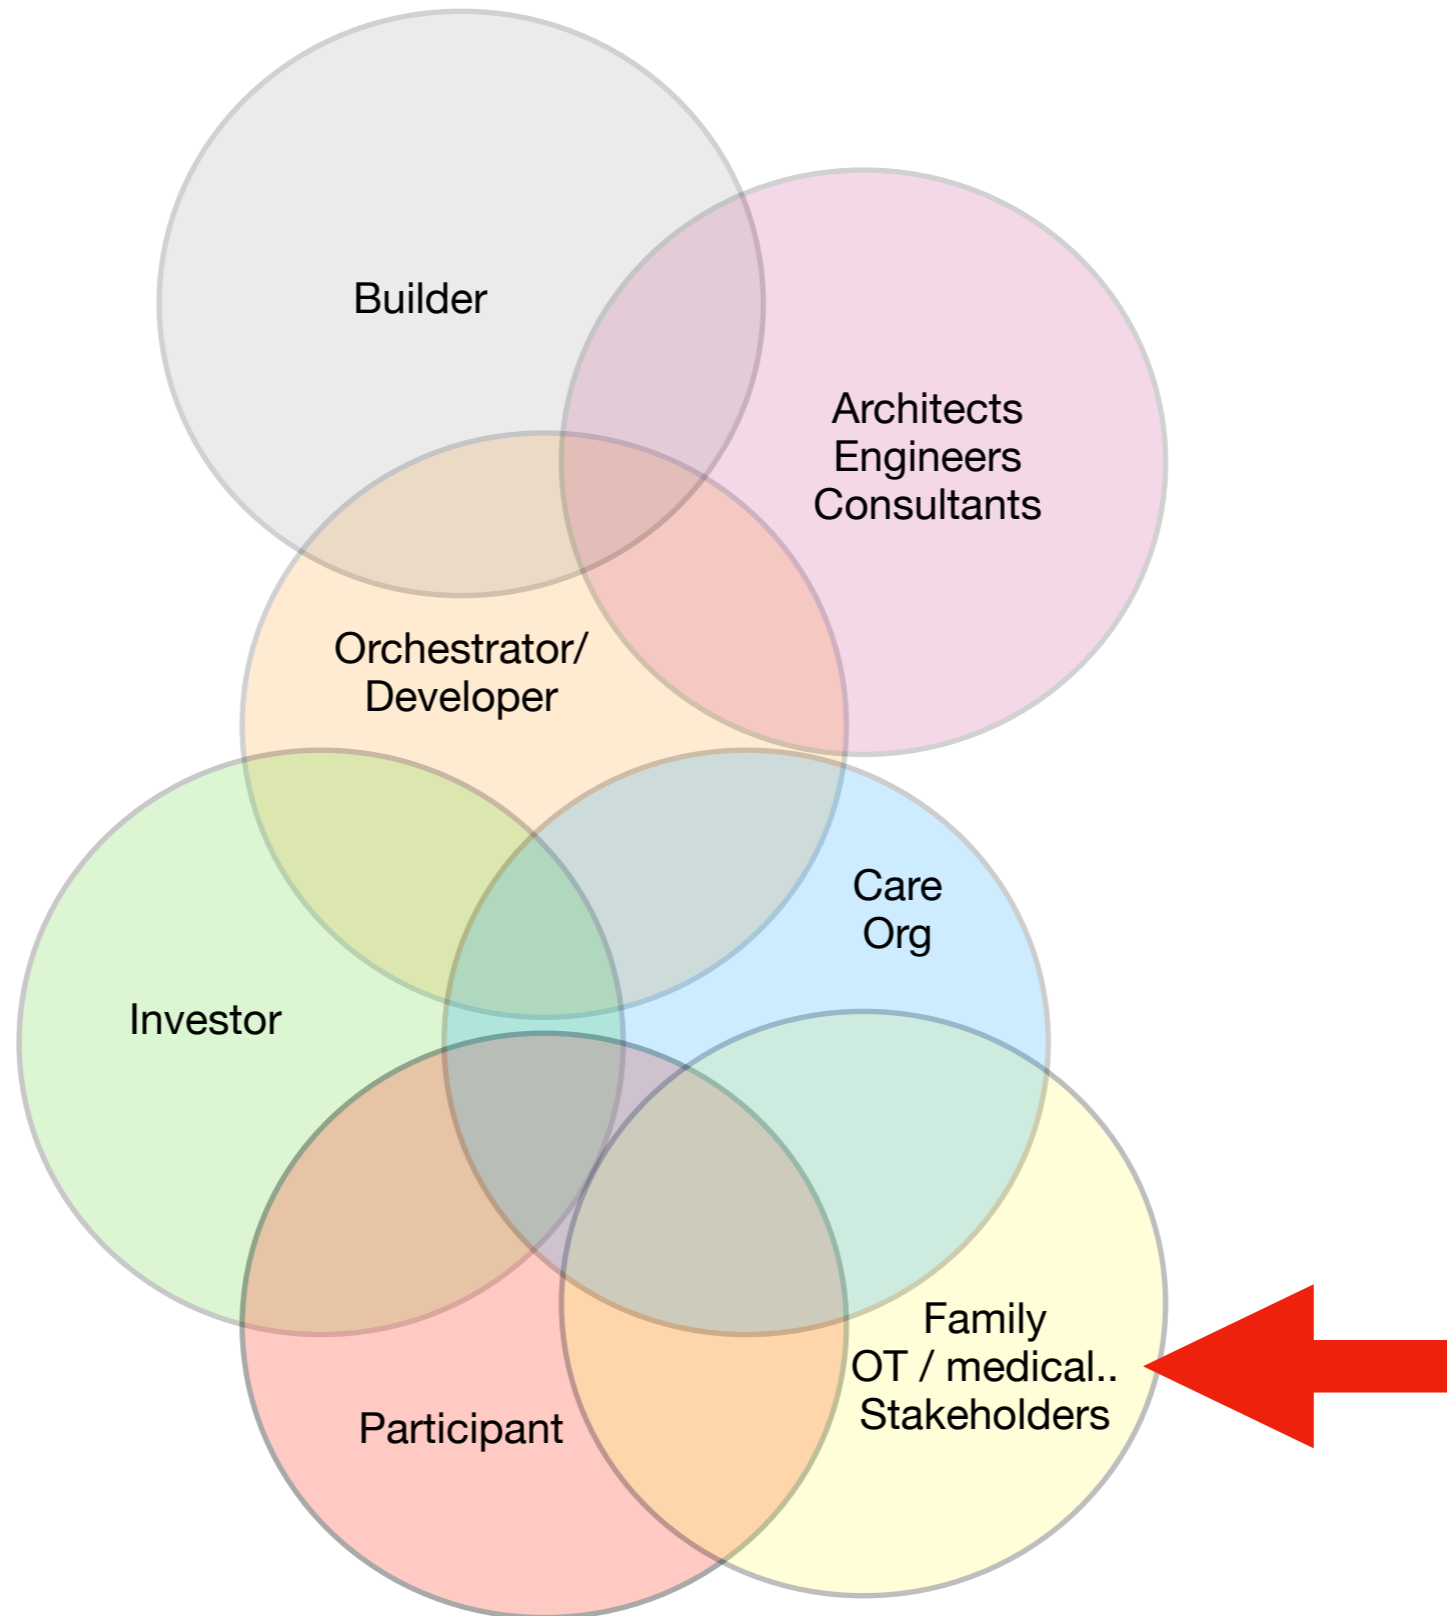 Builder
Architects
Engineers
Consultants
Orchestrator/
Developer
Care
Org
Investor
Family
OT / medical..
Stakeholders
Participant